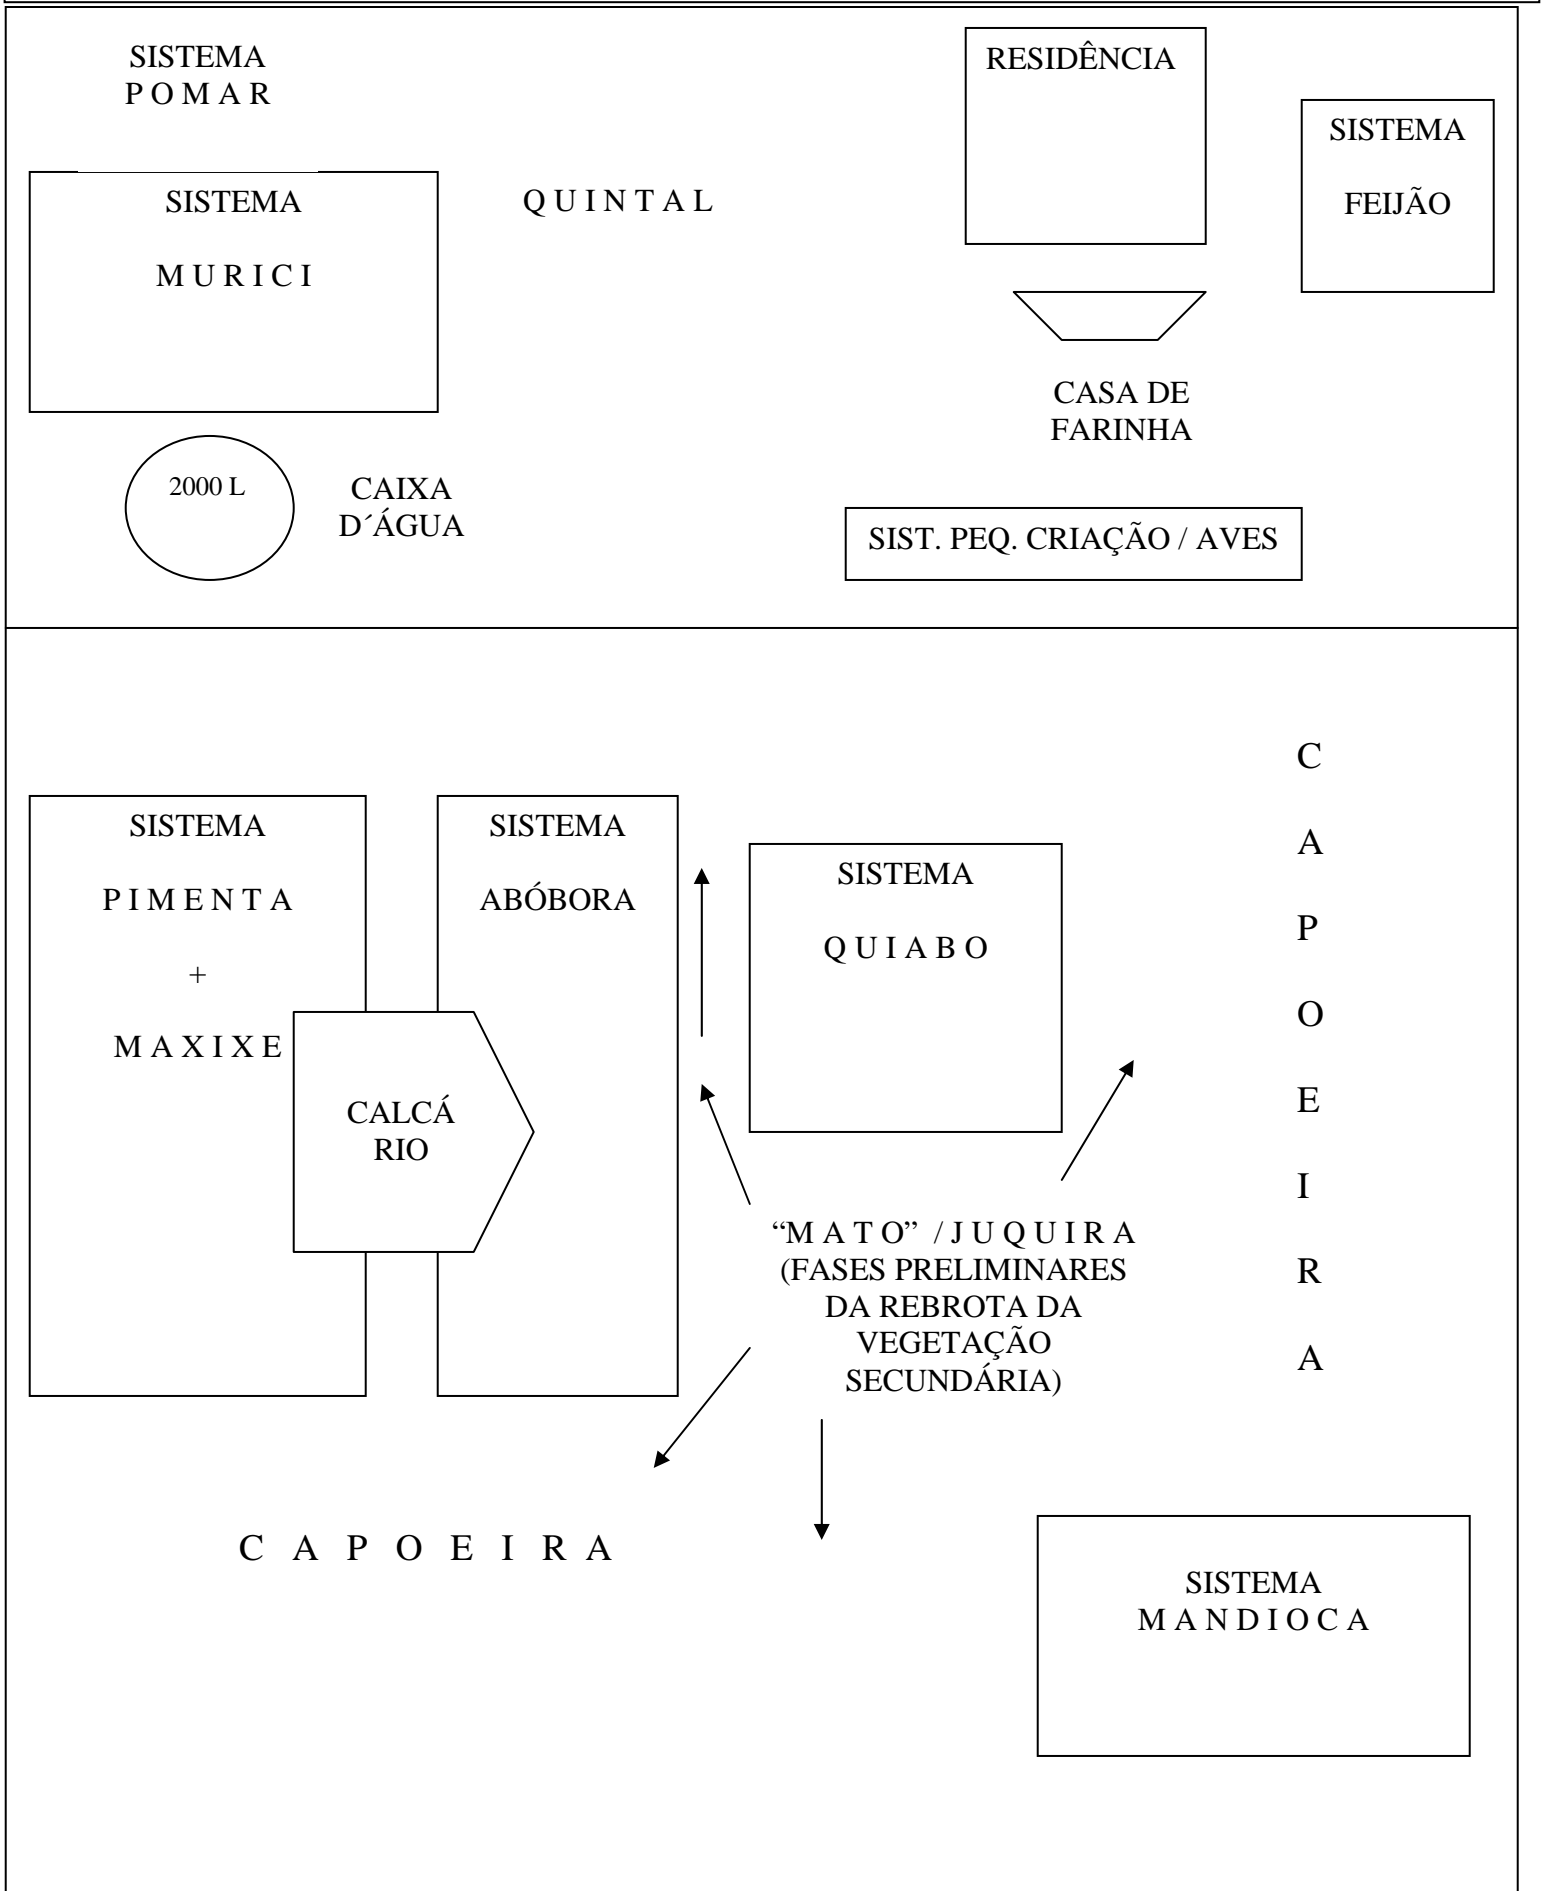 SISTEMA
P O M A R
RESIDÊNCIA
SISTEMA
FEIJÃO
SISTEMA
M U R I C I
Q U I N T A L
CASA DE
FARINHA
2000 L
CAIXA
D´ÁGUA
SIST. PEQ. CRIAÇÃO / AVES
SISTEMA
P I M E N T A
+
M A X I X E
SISTEMA
ABÓBORA
SISTEMA
Q U I A B O
CALCÁ
RIO
“M A T O” / J U Q U I R A
(FASES PRELIMINARES
DA REBROTA DA
VEGETAÇÃO
SECUNDÁRIA)
C
A
P
O
E
I
R
A
C A P O E I R A
SISTEMA
M A N D I O C A